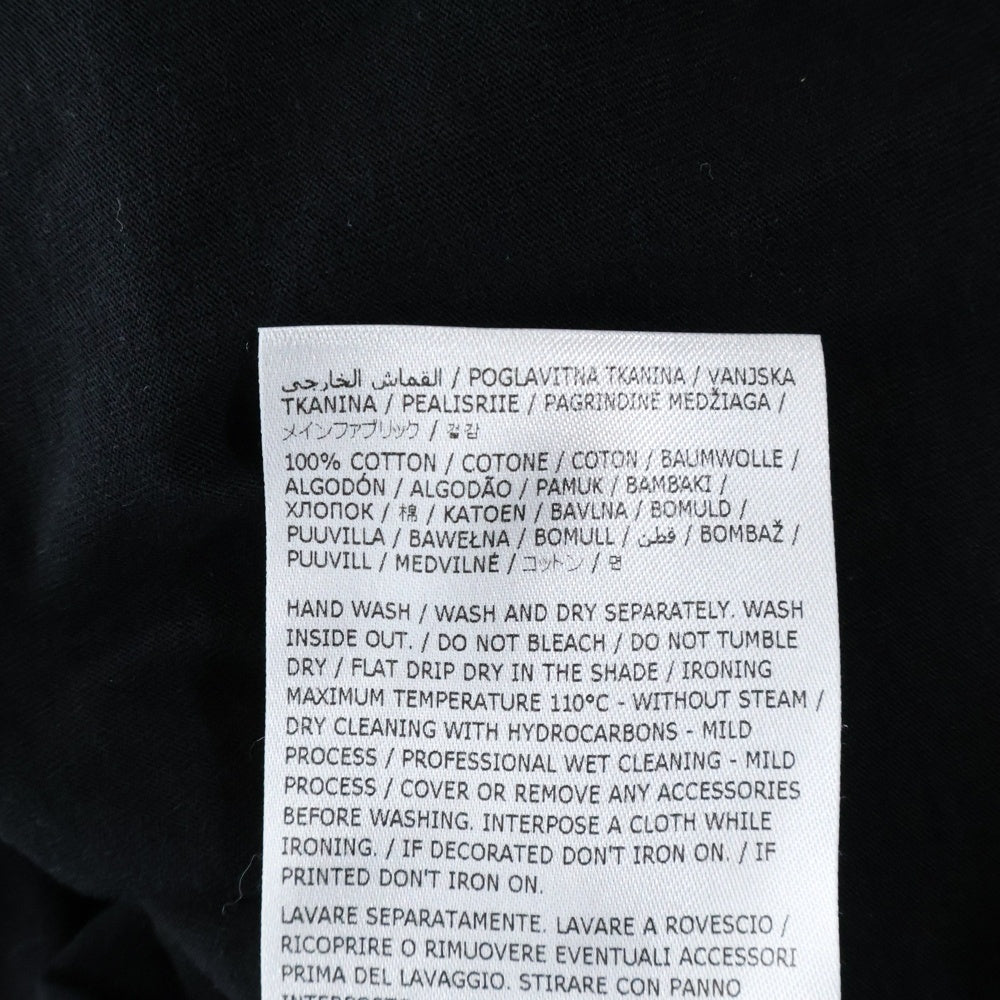 القماش الخارجي / POGLAVITNA TKANINA / VANJSKA
TKANINA / PEALISRIIE / PAGRINDINE MEDŽIAGA /
メインファブリック / 겉감
100% COTTON / COTONE / COTON / BAUMWOLLE /
ALGODÓN / ALGODÃO / PAMUK / BAMBAKI /
ХЛОПОК / 棉 / KATOEN / BAVLNA / BOMULD /
PUUVILLA / BAWEŁNA / BOMULL / قطن / BOMBAŽ /
PUUVILL / MEDVILNÉ / コットン / 면
HAND WASH / WASH AND DRY SEPARATELY. WASH
INSIDE OUT. / DO NOT BLEACH / DO NOT TUMBLE
DRY / FLAT DRIP DRY IN THE SHADE / IRONING
MAXIMUM TEMPERATURE 110°C - WITHOUT STEAM /
DRY CLEANING WITH HYDROCARBONS - MILD
PROCESS / PROFESSIONAL WET CLEANING - MILD
PROCESS / COVER OR REMOVE ANY ACCESSORIES
BEFORE WASHING. INTERPOSE A CLOTH WHILE
IRONING. / IF DECORATED DON'T IRON ON. / IF
PRINTED DON'T IRON ON.
LAVARE SEPARATAMENTE. LAVARE A ROVESCIO /
RICOPRIRE O RIMUOVERE EVENTUALI ACCESSORI
PRIMA DEL LAVAGGIO. STIRARE CON PANNO